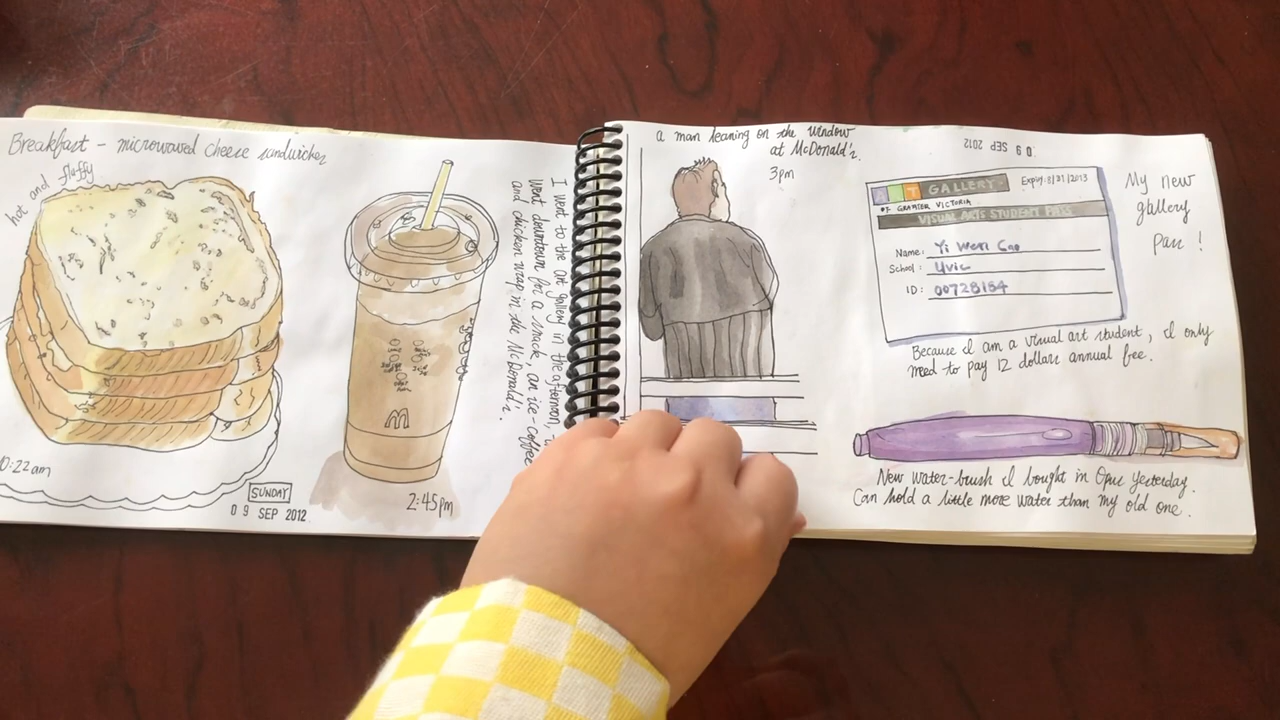 Breakfast - microwaved cheese sandwiches
hot and fluffy
:22am
SUNDAY
09 SEP 2012
2:45pm
I went to the art gallery in the afternoon,
went downtown for a snack, an ice-coffee
and chicken wrap in the McDonald's.
a man leaning on the window
at McDonald's.
3pm
09 SEP 2012
GALLERY
Expiry: 8/31/2013
OF GREATER VICTORIA
VISUAL ARTS STUDENT PASS
Name: Yi Wen Cao
School: Uvic
ID: 00728154
My new
gallery
pass!
Because I am a visual art student, I only
need to pay 12 dollars annual fee.
New water-brush I bought in Opus yesterday.
Can hold a little more water than my old one.